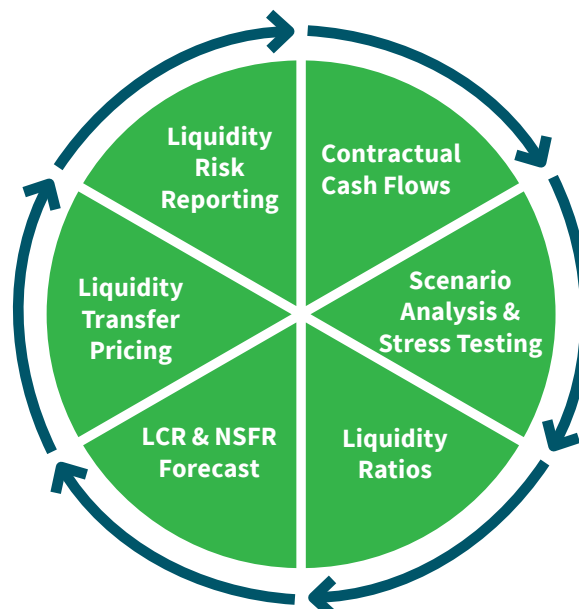 Liquidity
Risk
Reporting
Contractual
Cash Flows
Scenario
Analysis &
Stress Testing
Liquidity
Ratios
LCR & NSFR
Forecast
Liquidity
Transfer
Pricing